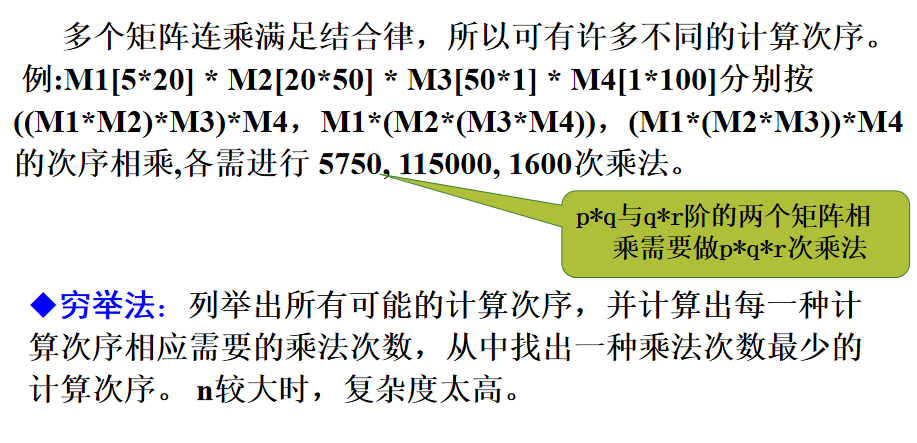 多个矩阵连乘满足结合律，所以可有许多不同的计算次序。
例:M1[5*20] * M2[20*50] * M3[50*1] * M4[1*100]分别按
((M1*M2)*M3)*M4，M1*(M2*(M3*M4))，(M1*(M2*M3))*M4
的次序相乘,各需进行 5750, 115000, 1600次乘法。
p*q与q*r阶的两个矩阵相
乘需要做p*q*r次乘法
◆穷举法：列举出所有可能的计算次序，并计算出每一种计
算次序相应需要的乘法次数，从中找出一种乘法次数最少的
计算次序。 n较大时，复杂度太高。